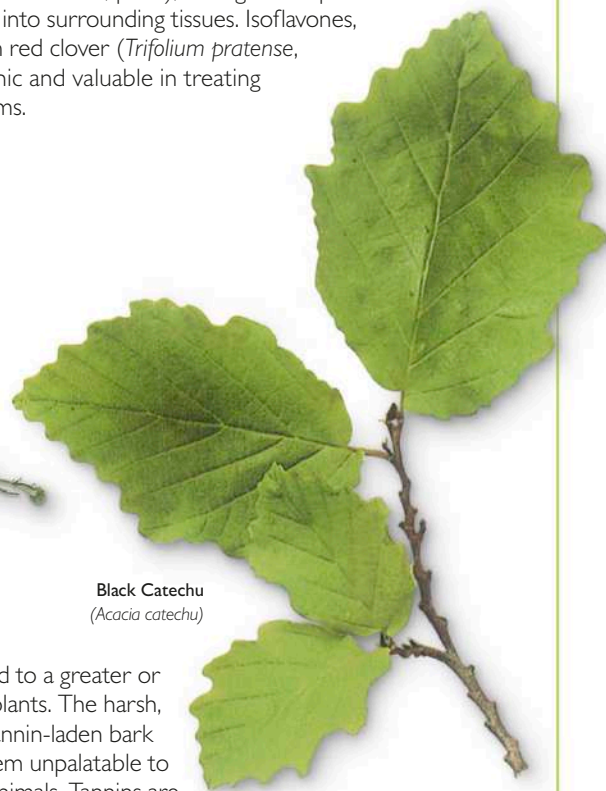 into surrounding tissues. Isoflavones,
red clover (Trifolium pratense,
nic and valuable in treating
ms.
Black Catechu
(Acacia catechu)
d to a greater or
plants. The harsh,
annin-laden bark
em unpalatable to
nimals. Tannins are